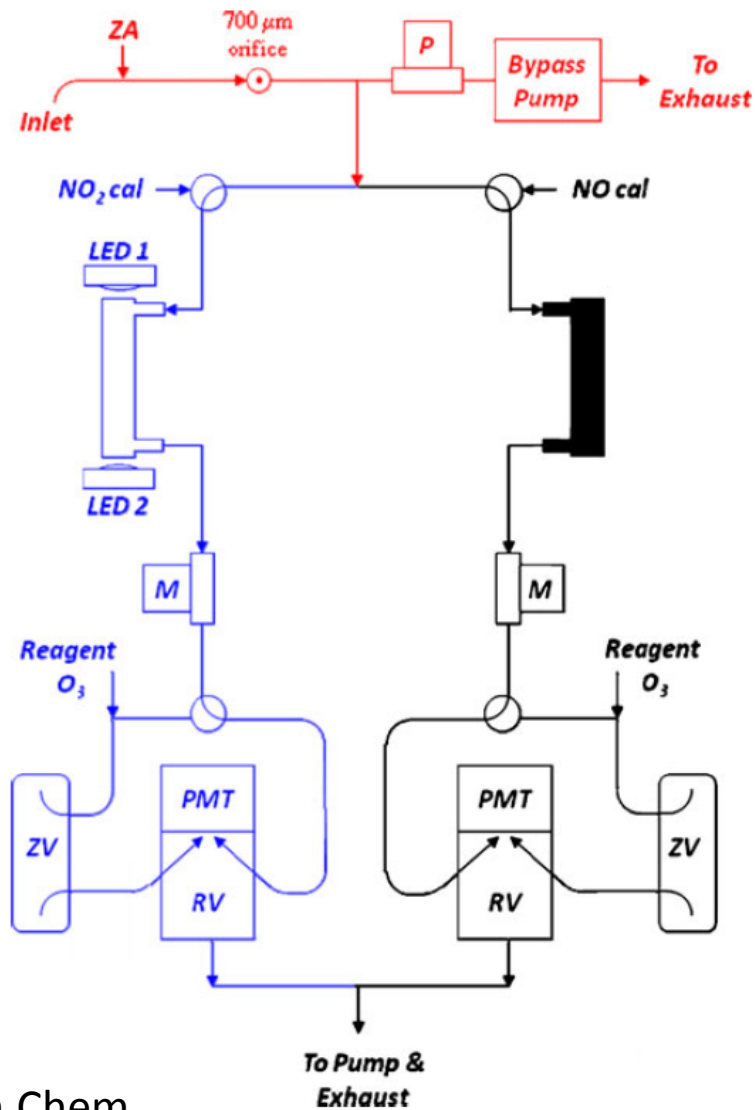 ZA
700 μm
orifice
P
Bypass
Pump
To
Exhaust
Inlet
NO2 cal
NO cal
LED 1
LED 2
M
M
Reagent
O3
Reagent
O3
PMT
PMT
ZV
ZV
RV
RV
To Pump &
Exhaust
Chem